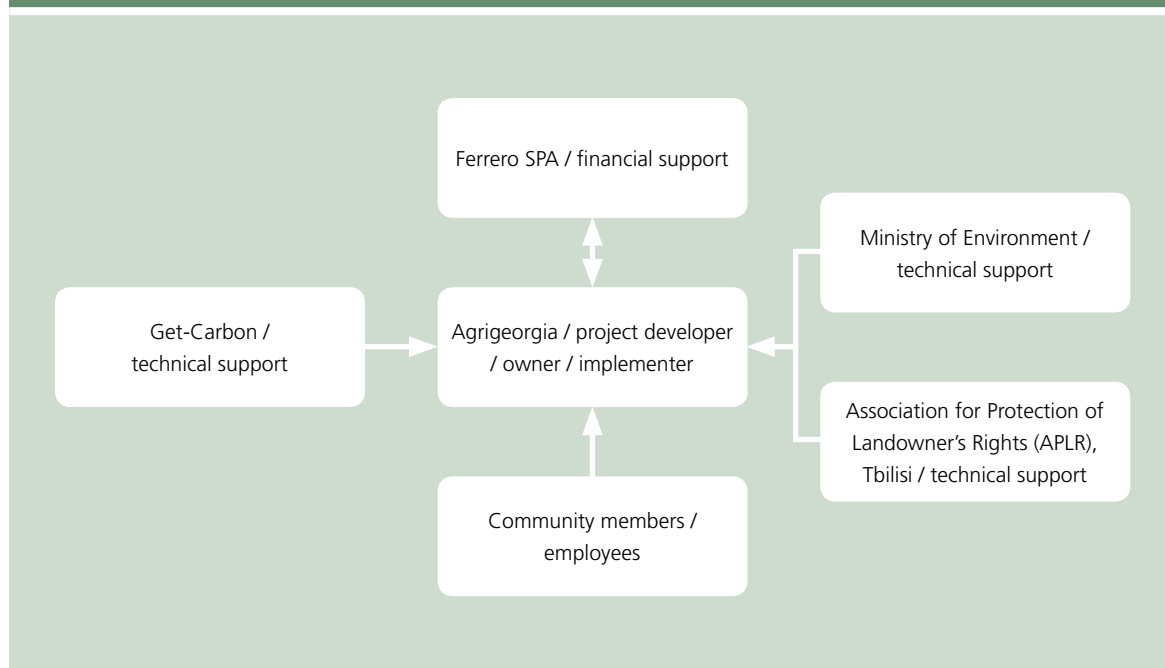 Ferrero SPA / financial support
Ministry of Environment /
technical support
Get-Carbon /
technical support
Agrigeorgia / project developer
/ owner / implementer
Association for Protection of
Landowner's Rights (APLR),
Tbilisi / technical support
Community members /
employees